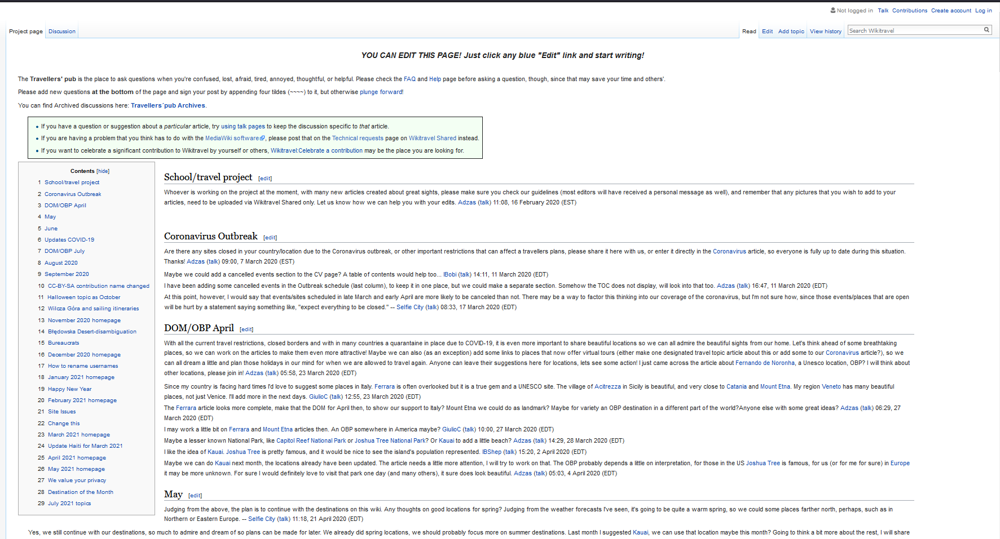 Not logged in Talk Contributions Create account Log in
Project page Discussion Read Edit Add topic View history Search Wikitravel
YOU CAN EDIT THIS PAGE! Just click any blue "Edit" link and start writing!
The Travellers' pub is the place to ask questions when you're confused, lost, afraid, tired, annoyed, thoughtful, or helpful. Please check the FAQ and Help page before asking a question, though, since that may save your time and others'.
Please add new questions at the bottom of the page and sign your post by appending four tildes (~~~~) to it, but otherwise plunge forward!
You can find Archived discussions here: Travellers´pub Archives.
• If you have a question or suggestion about a particular article, try using talk pages to keep the discussion specific to that article.
• If you are having a problem that you think has to do with the MediaWiki software, please post that on the Technical requests page on Wikitravel Shared instead.
• If you want to celebrate a significant contribution to Wikitravel by yourself or others, Wikitravel:Celebrate a contribution may be the place you are looking for.
Contents [hide]
1 School/travel project
2 Coronavirus Outbreak
3 DOM/OBP April
4 May
5 June
6 Updates COVID-19
7 DOM/OBP July
8 August 2020
9 September 2020
10 CC-BY-SA contribution name changed
11 Halloween topic as October
12 Wilcza Góra and sailing itineraries
13 November 2020 homepage
14 Błędowska Desert-disambiguation
15 Bureaucrats
16 December 2020 homepage
17 How to rename usernames
18 January 2021 homepage
19 Happy New Year
20 February 2021 homepage
21 Site Issues
22 Change this
23 March 2021 homepage
24 Update Haiti for March 2021
25 April 2021 homepage
26 May 2021 homepage
27 We value your privacy
28 Destination of the Month
29 July 2021 topics
School/travel project [edit]
Whoever is working on the project at the moment, with many new articles created about great sights, please make sure you check our guidelines (most editors will have received a personal message as well), and remember that any pictures that you wish to add to your
articles, need to be uploaded via Wikitravel Shared only. Let us know how we can help you with your edits. Adzas (talk) 11:08, 16 February 2020 (EST)
Coronavirus Outbreak [edit]
Are there any sites closed in your country/location due to the Coronavirus outbreak, or other important restrictions that can affect a travellers plans, please share it here with us, or enter it directly in the Coronavirus article, so everyone is fully up to date during this situation.
Thanks! Adzas (talk) 09:00, 7 March 2020 (EST)
Maybe we could add a cancelled events section to the CV page? A table of contents would help too... IBobi (talk) 14:11, 11 March 2020 (EDT)
I have been adding some cancelled events in the Outbreak schedule (last column), to keep it in one place, but we could make a separate section. Somehow the TOC does not display, will look into that too. Adzas (talk) 16:47, 11 March 2020 (EDT)
At this point, however, I would say that events/sites scheduled in late March and early April are more likely to be canceled than not. There may be a way to factor this thinking into our coverage of the coronavirus, but I'm not sure how, since those events/places that are open
will be hurt by a statement saying something like, "expect everything to be closed." -- Selfie City (talk) 08:33, 17 March 2020 (EDT)
DOM/OBP April [edit]
With all the current travel restrictions, closed borders and with in many countries a quarantaine in place due to COVID-19, it is even more important to share beautiful locations so we can all admire the beautiful sights from our home. Let's think ahead of some breathtaking
places, so we can work on the articles to make them even more attractive! Maybe we can also (as an exception) add some links to places that now offer virtual tours (either make one designated travel topic article about this or add some to our Coronavirus article?), so we
can all dream a little and plan those holidays in our mind for when we are allowed to travel again. Anyone can leave their suggestions here for locations, lets see some action! I just came across the article about Fernando de Noronha, a Unesco location, OBP? I will think about
other locations, please join in! Adzas (talk) 05:58, 23 March 2020 (EDT)
Since my country is facing hard times I'd love to suggest some places in Italy. Ferrara is often overlooked but it is a true gem and a UNESCO site. The village of Acitrezza in Sicily is beautiful, and very close to Catania and Mount Etna. My region Veneto has many beautiful
places, not just Venice. I'll add more in the next days. GiulioC (talk) 12:55, 23 March 2020 (EDT)
The Ferrara article looks more complete, make that the DOM for April then, to show our support to Italy? Mount Etna we could do as landmark? Maybe for variety an OBP destination in a different part of the world?Anyone else with some great ideas? Adzas (talk) 06:29, 27
March 2020 (EDT)
I may work a little bit on Ferrara and Mount Etna articles then. An OBP somewhere in America maybe? GiulioC (talk) 10:00, 27 March 2020 (EDT)
Maybe a lesser known National Park, like Capitol Reef National Park or Joshua Tree National Park? Or Kauai to add a little beach? Adzas (talk) 14:29, 28 March 2020 (EDT)
I like the idea of Kauai. Joshua Tree is pretty famous, and it would be nice to see the island's population represented. IBShep (talk) 15:20, 2 April 2020 (EDT)
Maybe we can do Kauai next month, the locations already have been updated. The article needs a little more attention, I will try to work on that. The OBP probably depends a little on interpretation, for those in the US Joshua Tree is famous, for us (or for me for sure) in Europe
it may be more unknown. For sure I would definitely love to visit that park one day (and many others), it sure does look beautiful. Adzas (talk) 05:03, 4 April 2020 (EDT)
May [edit]
Judging from the above, the plan is to continue with the destinations on this wiki. Any thoughts on good locations for spring? Judging from the weather forecasts I've seen, it's going to be quite a warm spring, so we could some places farther north, perhaps, such as in
Northern or Eastern Europe. -- Selfie City (talk) 11:18, 21 April 2020 (EDT)
Yes, we still continue with our destinations, so much to admire and dream of so plans can be made for later. We already did spring locations, we should probably focus more on summer destinations. Last month I suggested Kauai, we can use that location maybe this month? Going to think a bit more about the rest, I will share